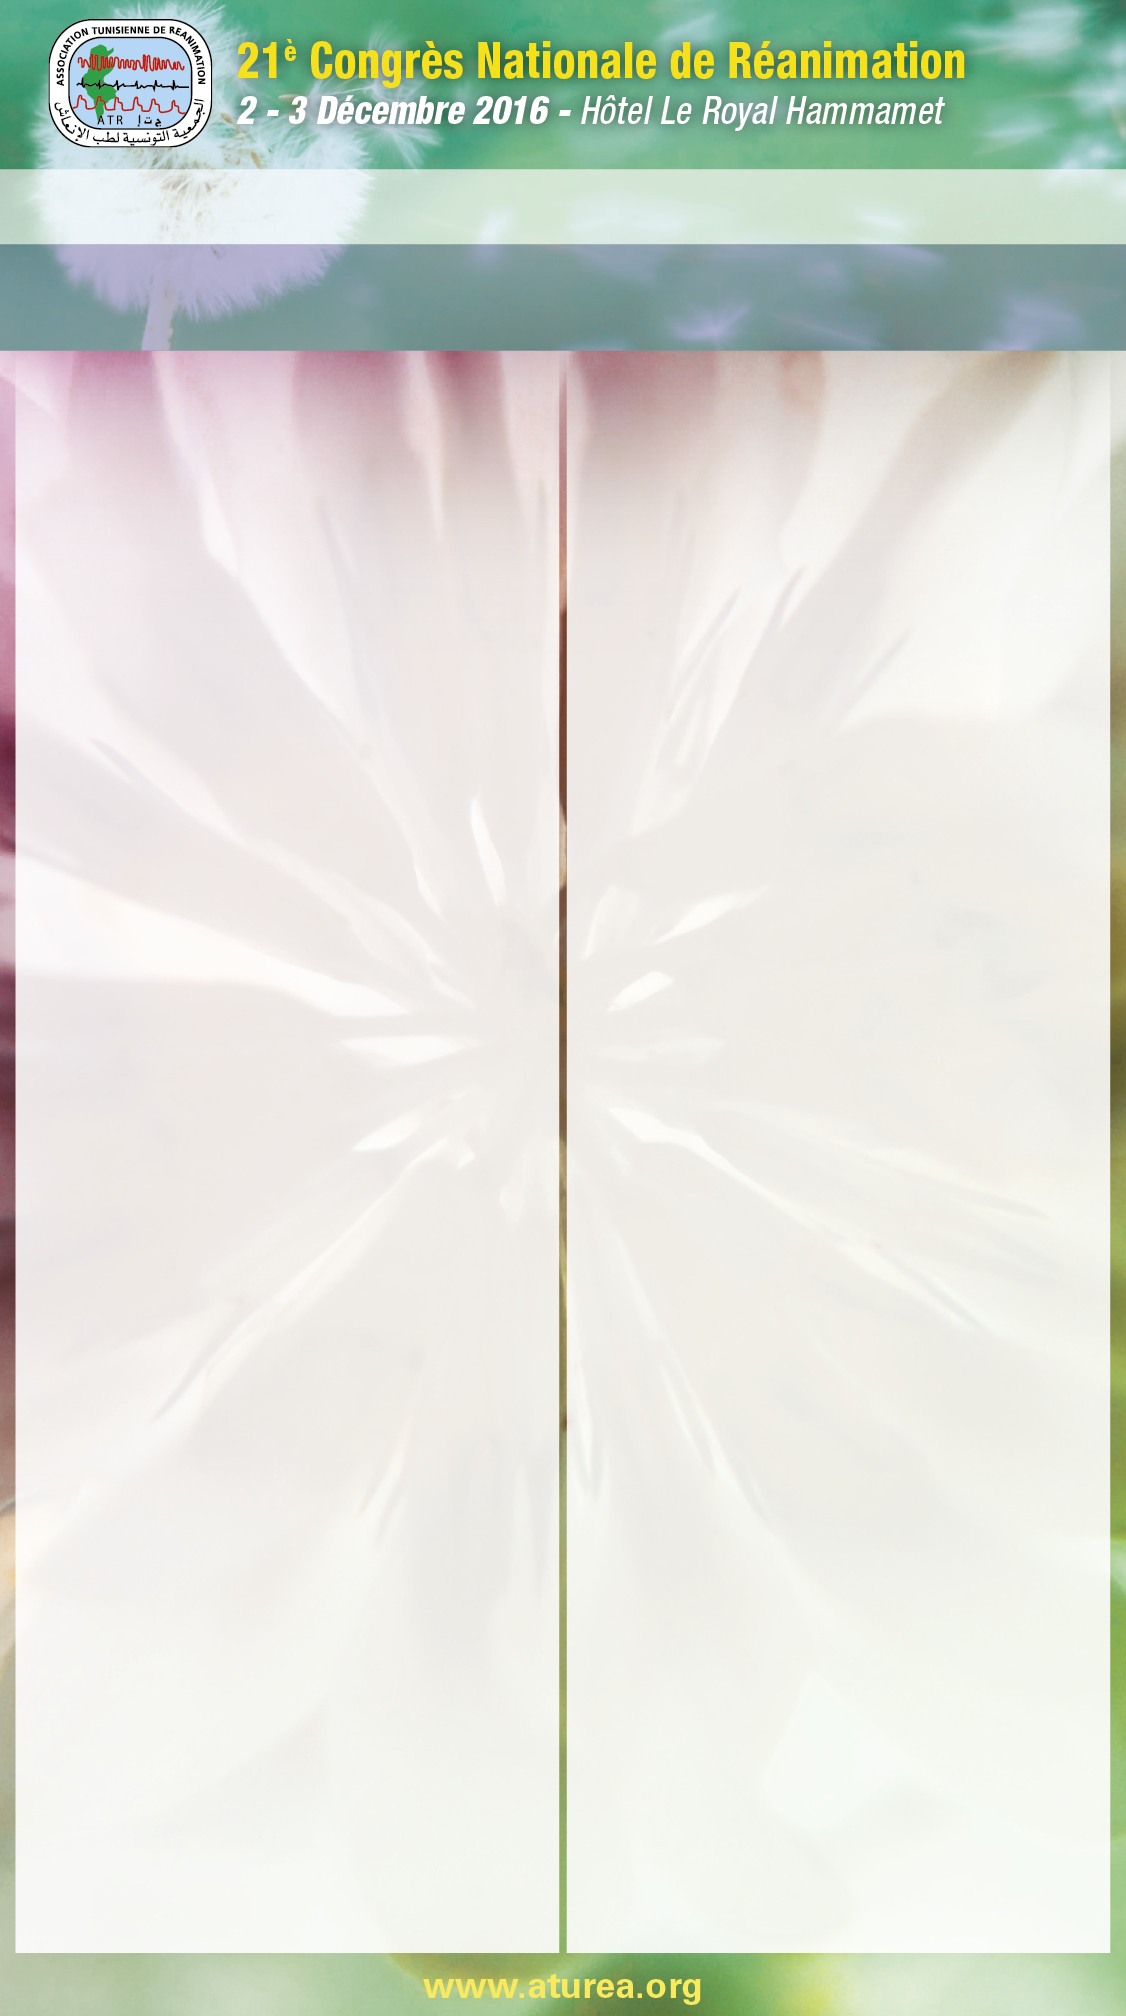 ASSOCIATION TUNISIENNE DE REANIMATION
ATR ج ت إ
الجمعية التونسية لطب الإنعاش
21è Congrès Nationale de Réanimation
2 - 3 Décembre 2016 - Hôtel Le Royal Hammamet
www.aturea.org